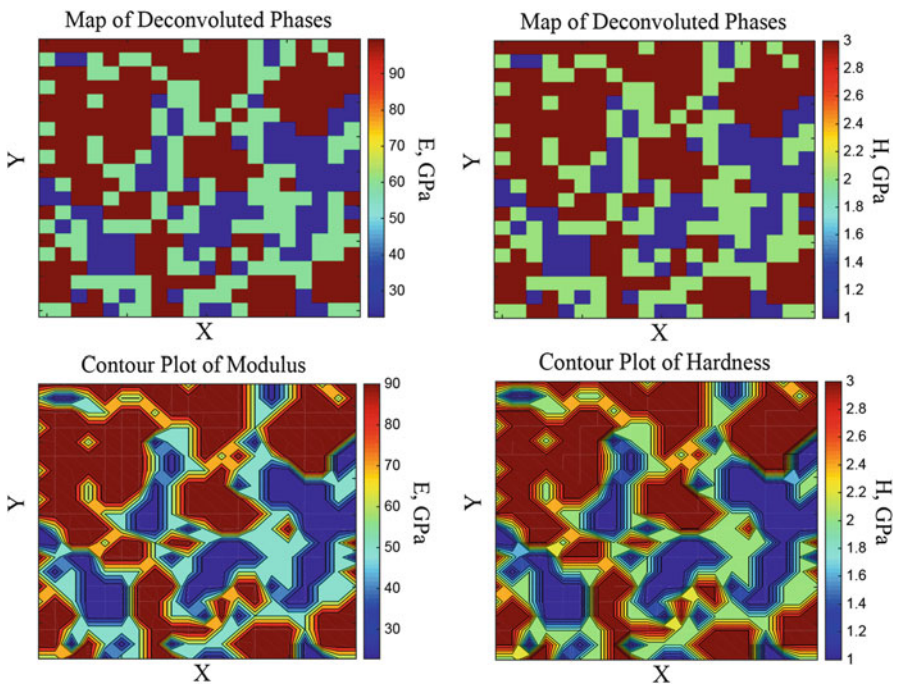 Map of Deconvoluted Phases
90
80
70
60
50
40
30
E, GPa
Y
X
Map of Deconvoluted Phases
3
2.8
2.6
2.4
2.2
2
1.8
1.6
1.4
1.2
1
H, GPa
Y
X
Contour Plot of Modulus
90
80
70
60
50
40
30
E, GPa
Y
X
Contour Plot of Hardness
3
2.8
2.6
2.4
2.2
2
1.8
1.6
1.4
1.2
1
H, GPa
Y
X